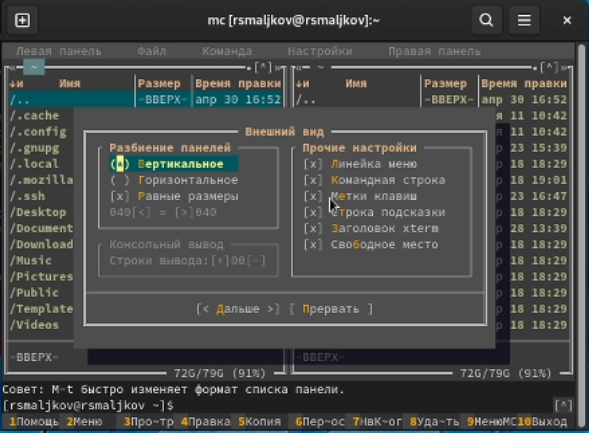 mc [rsmaljkov@rsmaljkov]:~
Левая панель Файл Команда Настройки Правая панель
~ .[^] ~ .[^]
↓и Имя Размер Время правки ↓и Имя Размер Время правки
/.. -ВВЕРХ- апр 30 16:52 /.. -ВВЕРХ- апр 30 16:52
/.cache я 11 10:42
/.config я 11 10:42
/.gnupg р 23 15:39
/.local р 18 18:29
/.mozilla р 18 19:01
/.ssh р 23 16:47
/Desktop р 18 18:29
/Document р 28 13:39
/Download р 18 18:29
/Music р 18 18:29
/Pictures р 18 18:29
/Public р 18 18:29
/Template р 18 18:29
/Videos р 18 18:29
Внешний вид
Разбиение панелей
(*) Вертикальное
( ) Горизонтальное
[x] Равные размеры
040[<] = [>]040
Консольный вывод
Строки вывода:[+]00[-]
Прочие настройки
[x] Линейка меню
[x] Командная строка
[x] Метки клавиш
[x] Строка подсказки
[x] Заголовок xterm
[x] Свободное место
[< Дальше >] [ Прервать ]
-ВВЕРХ- -ВВЕРХ-
72G/79G (91%) 72G/79G (91%)
Совет: M-t быстро изменяет формат списка панели.
[rsmaljkov@rsmaljkov ~]$ [^]
1Помощь 2Меню 3Про~тр 4Правка 5Копия 6Пер~ос 7НвК~ог 8Уда~ть 9МенюMC 10Выход